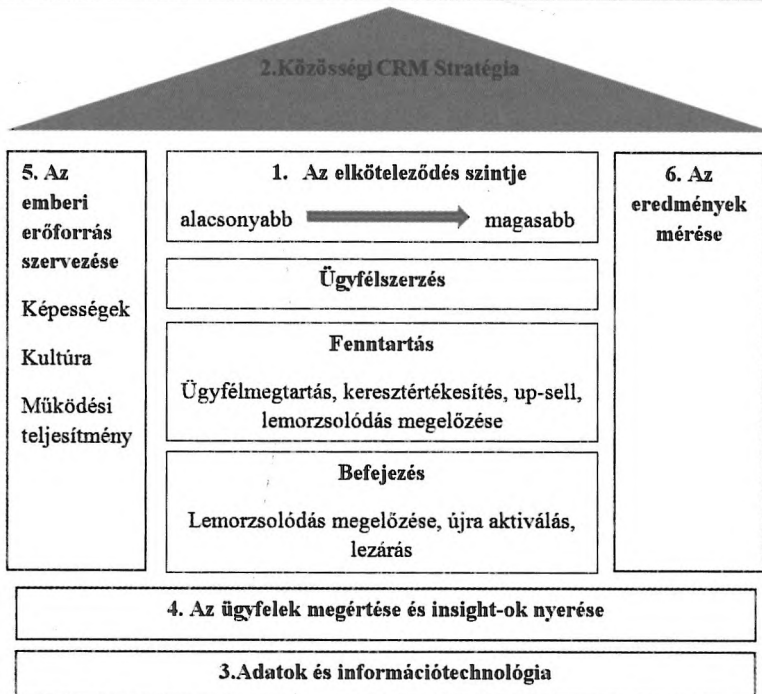 2.Közösségi CRM Stratégia
5. Az
emberi
erőforrás
szervezése
Képességek
Kultúra
Működési
teljesítmény
1. Az elköteleződés szintje
alacsonyabb magasabb
Ügyfélszerzés
Fenntartás
Ügyfélmegtartás, keresztértékesítés, up-sell,
lemorzsolódás megelőzése
Befejezés
Lemorzsolódás megelőzése, újra aktiválás,
lezárás
6. Az
eredmények
mérése
4. Az ügyfelek megértése és insight-ok nyerése
3.Adatok és információtechnológia